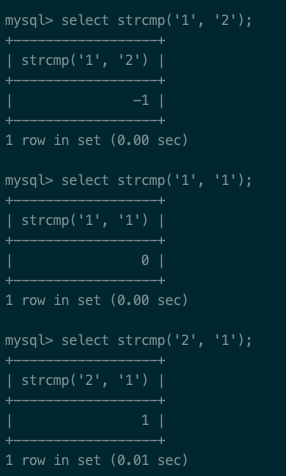 mysql> select strcmp('1', '2');
+------------------+
| strcmp('1', '2') |
+------------------+
|               -1 |
+------------------+
1 row in set (0.00 sec)

mysql> select strcmp('1', '1');
+------------------+
| strcmp('1', '1') |
+------------------+
|                0 |
+------------------+
1 row in set (0.00 sec)

mysql> select strcmp('2', '1');
+------------------+
| strcmp('2', '1') |
+------------------+
|                1 |
+------------------+
1 row in set (0.01 sec)